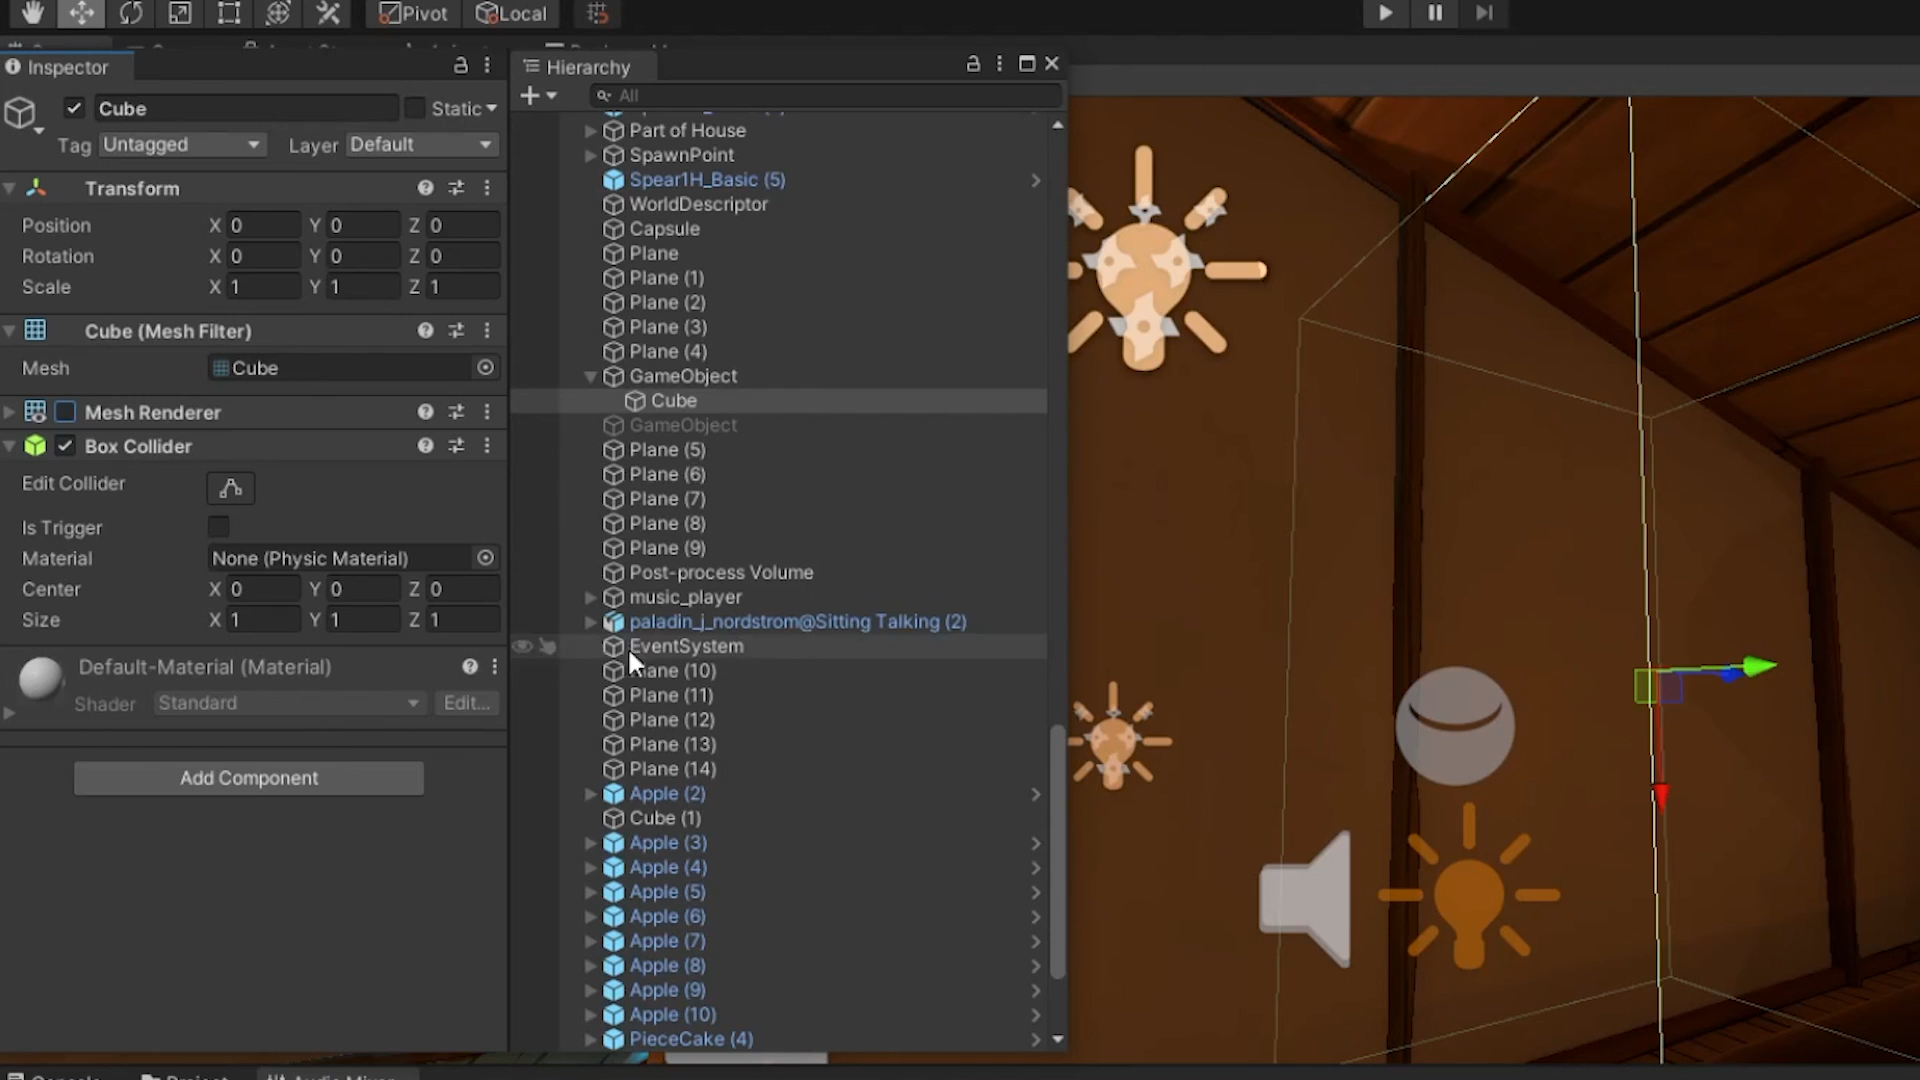 Pivot Local
Inspector
Cube Static
Tag Untagged Layer Default
Transform
Position X 0 Y 0 Z 0
Rotation X 0 Y 0 Z 0
Scale X 1 Y 1 Z 1
Cube (Mesh Filter)
Mesh Cube
Mesh Renderer
Box Collider
Edit Collider
Is Trigger
Material None (Physic Material)
Center X 0 Y 0 Z 0
Size X 1 Y 1 Z 1
Default-Material (Material)
Shader Standard Edit...
Add Component
Hierarchy
All
Part of House
SpawnPoint
Spear1H_Basic (5)
WorldDescriptor
Capsule
Plane
Plane (1)
Plane (2)
Plane (3)
Plane (4)
GameObject
Cube
GameObject
Plane (5)
Plane (6)
Plane (7)
Plane (8)
Plane (9)
Post-process Volume
music_player
paladin_j_nordstrom@Sitting Talking (2)
EventSystem
Plane (10)
Plane (11)
Plane (12)
Plane (13)
Plane (14)
Apple (2)
Cube (1)
Apple (3)
Apple (4)
Apple (5)
Apple (6)
Apple (7)
Apple (8)
Apple (9)
Apple (10)
PieceCake (4)
Console Project Audio Mixer